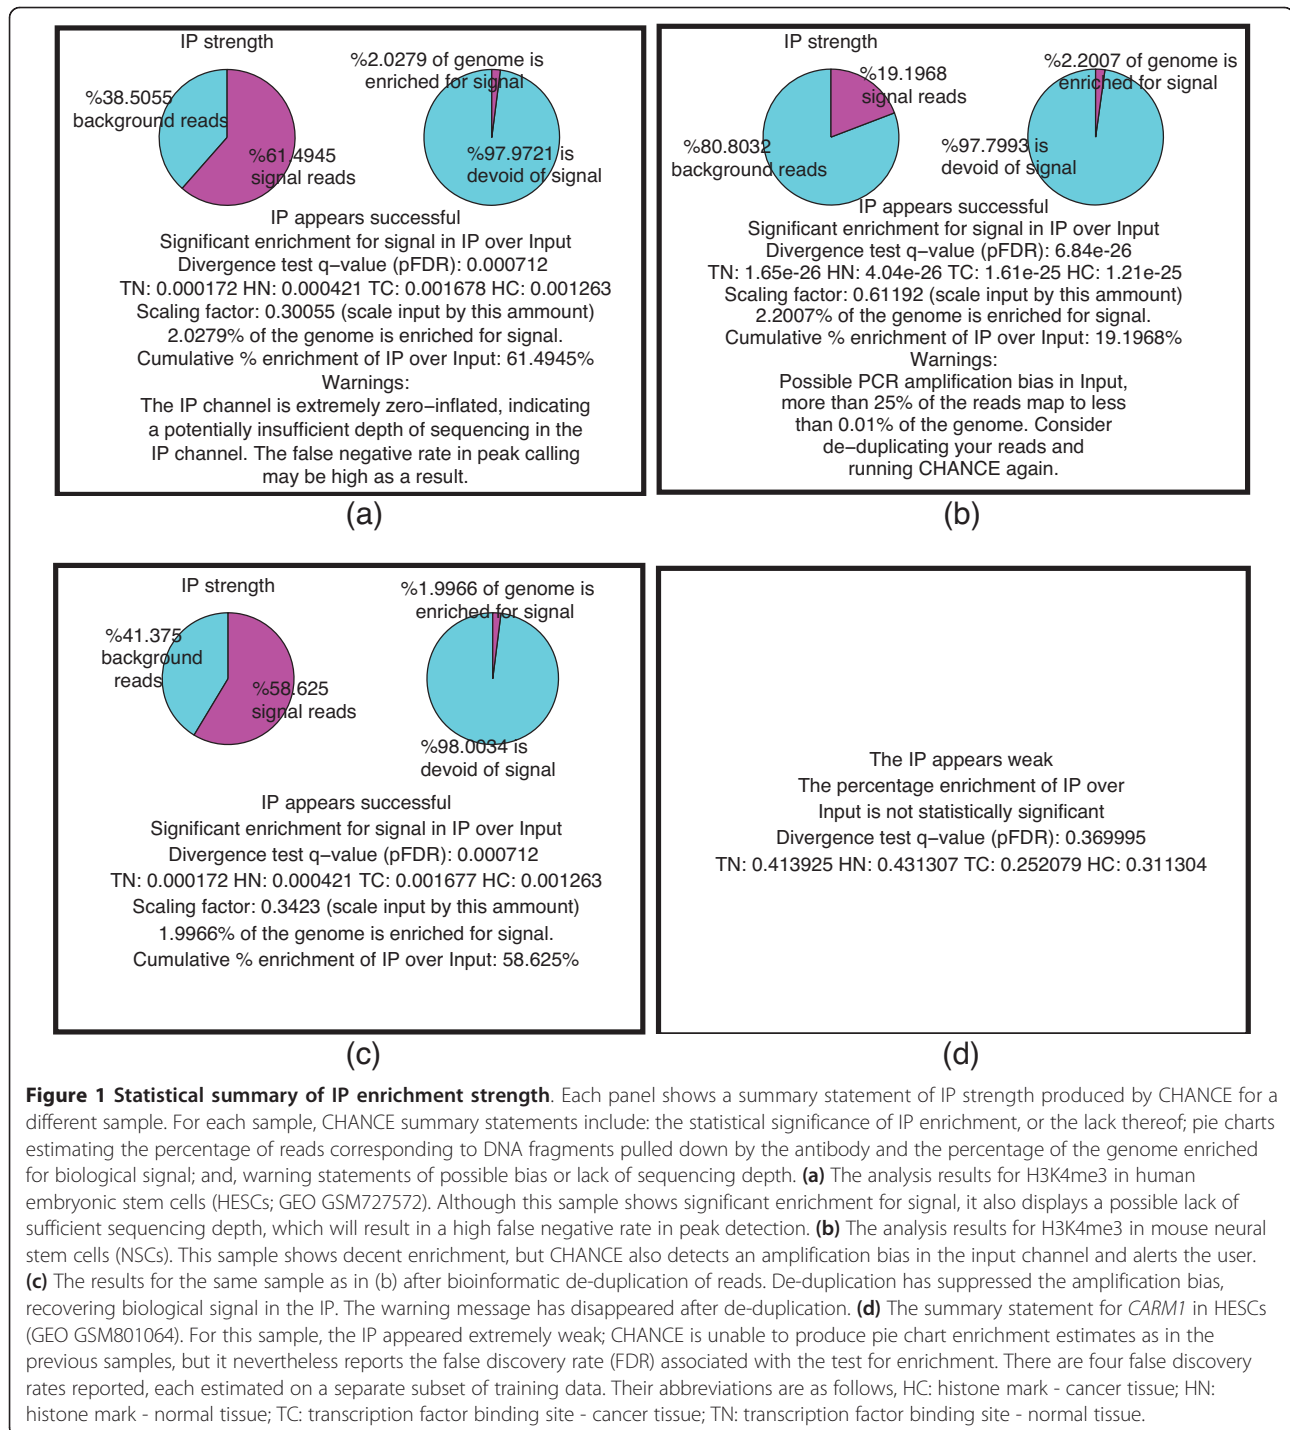 IP strength
%38.5055
background reads
%61.4945
signal reads
%2.0279 of genome is
enriched for signal
%97.9721 is
devoid of signal
IP appears successful
Significant enrichment for signal in IP over Input
Divergence test q−value (pFDR): 0.000712
TN: 0.000172 HN: 0.000421 TC: 0.001678 HC: 0.001263
Scaling factor: 0.30055 (scale input by this ammount)
2.0279% of the genome is enriched for signal.
Cumulative % enrichment of IP over Input: 61.4945%
Warnings:
The IP channel is extremely zero−inflated, indicating
a potentially insufficient depth of sequencing in the
IP channel. The false negative rate in peak calling
may be high as a result.
(a)
IP strength
%19.1968
signal reads
%80.8032
background reads
%2.2007 of genome is
enriched for signal
%97.7993 is
devoid of signal
IP appears successful
Significant enrichment for signal in IP over Input
Divergence test q−value (pFDR): 6.84e-26
TN: 1.65e-26 HN: 4.04e-26 TC: 1.61e-25 HC: 1.21e-25
Scaling factor: 0.61192 (scale input by this ammount)
2.2007% of the genome is enriched for signal.
Cumulative % enrichment of IP over Input: 19.1968%
Warnings:
Possible PCR amplification bias in Input,
more than 25% of the reads map to less
than 0.01% of the genome. Consider
de−duplicating your reads and
running CHANCE again.
(b)
IP strength
%41.375
background
reads
%58.625
signal reads
%1.9966 of genome is
enriched for signal
%98.0034 is
devoid of signal
IP appears successful
Significant enrichment for signal in IP over Input
Divergence test q−value (pFDR): 0.000712
TN: 0.000172 HN: 0.000421 TC: 0.001677 HC: 0.001263
Scaling factor: 0.3423 (scale input by this ammount)
1.9966% of the genome is enriched for signal.
Cumulative % enrichment of IP over Input: 58.625%
(c)
The IP appears weak
The percentage enrichment of IP over
Input is not statistically significant
Divergence test q−value (pFDR): 0.369995
TN: 0.413925 HN: 0.431307 TC: 0.252079 HC: 0.311304
(d)
Figure 1 Statistical summary of IP enrichment strength. Each panel shows a summary statement of IP strength produced by CHANCE for a
different sample. For each sample, CHANCE summary statements include: the statistical significance of IP enrichment, or the lack thereof; pie charts
estimating the percentage of reads corresponding to DNA fragments pulled down by the antibody and the percentage of the genome enriched
for biological signal; and, warning statements of possible bias or lack of sequencing depth. (a) The analysis results for H3K4me3 in human
embryonic stem cells (HESCs; GEO GSM727572). Although this sample shows significant enrichment for signal, it also displays a possible lack of
sufficient sequencing depth, which will result in a high false negative rate in peak detection. (b) The analysis results for H3K4me3 in mouse neural
stem cells (NSCs). This sample shows decent enrichment, but CHANCE also detects an amplification bias in the input channel and alerts the user.
(c) The results for the same sample as in (b) after bioinformatic de-duplication of reads. De-duplication has suppressed the amplification bias,
recovering biological signal in the IP. The warning message has disappeared after de-duplication. (d) The summary statement for CARM1 in HESCs
(GEO GSM801064). For this sample, the IP appeared extremely weak; CHANCE is unable to produce pie chart enrichment estimates as in the
previous samples, but it nevertheless reports the false discovery rate (FDR) associated with the test for enrichment. There are four false discovery
rates reported, each estimated on a separate subset of training data. Their abbreviations are as follows, HC: histone mark - cancer tissue; HN:
histone mark - normal tissue; TC: transcription factor binding site - cancer tissue; TN: transcription factor binding site - normal tissue.